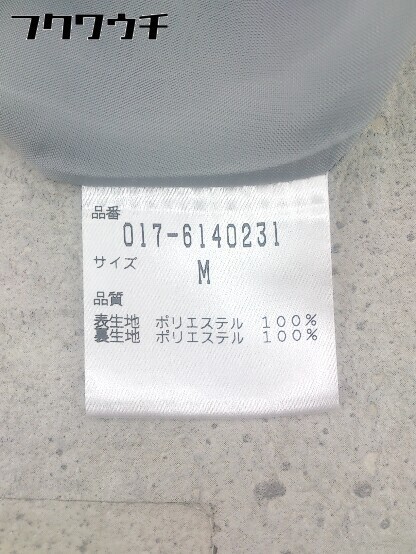 フクワウチ
品番
017-6140231
サイズ
M
品質
表生地 ポリエステル 100%
裏生地 ポリエステル 100%